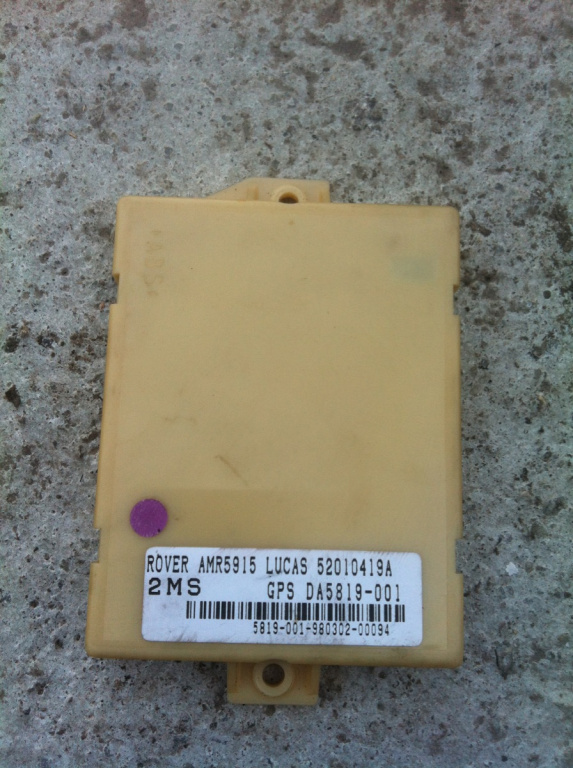 ROVER AMR5915 LUCAS 52010419A
2MS GPS DA5819-001
5819-001-980302-00094